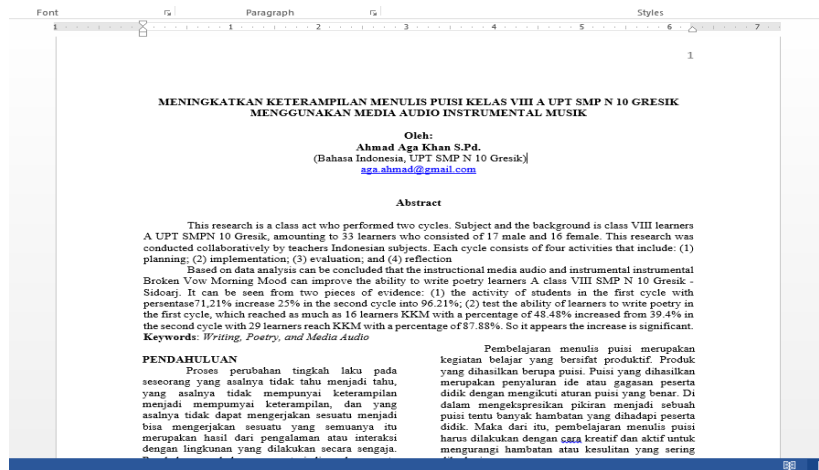 Font
Paragraph
Styles
1 1 2 3 4 5 6 7
1
MENINGKATKAN KETERAMPILAN MENULIS PUISI KELAS VIII A UPT SMP N 10 GRESIK
MENGGUNAKAN MEDIA AUDIO INSTRUMENTAL MUSIK
Oleh:
Ahmad Aga Khan S.Pd.
(Bahasa Indonesia, UPT SMP N 10 Gresik)
aga.ahmad@gmail.com
Abstract
This research is a class act who performed two cycles. Subject and the background is class VIII learners
A UPT SMPN 10 Gresik, amounting to 33 learners who consisted of 17 male and 16 female. This research was
conducted collaboratively by teachers Indonesian subjects. Each cycle consists of four activities that include: (1)
planning; (2) implementation; (3) evaluation; and (4) reflection
Based on data analysis can be concluded that the instructional media audio and instrumental instrumental
Broken Vow Morning Mood can improve the ability to write poetry learners A class VIII SMP N 10 Gresik -
Sidoarj. It can be seen from two pieces of evidence: (1) the activity of students in the first cycle with
persentase71,21% increase 25% in the second cycle into 96.21%; (2) test the ability of learners to write poetry in
the first cycle, which reached as much as 16 learners KKM with a percentage of 48.48% increased from 39.4% in
the second cycle with 29 learners reach KKM with a percentage of 87.88%. So it appears the increase is significant.
Keywords: Writing, Poetry, and Media Audio
PENDAHULUAN
Proses perubahan tingkah laku pada
seseorang yang asalnya tidak tahu menjadi tahu,
yang asalnya tidak mempunyai keterampilan
menjadi mempumyai keterampilan, dan yang
asalnya tidak dapat mengerjakan sesuatu menjadi
bisa mengerjakan sesuatu yang semuanya itu
merupakan hasil dari pengalaman atau interaksi
dengan lingkungan yang dilakukan secara sengaja.
Pembelajaran menulis puisi merupakan
kegiatan belajar yang bersifat produktif. Produk
yang dihasilkan berupa puisi. Puisi yang dihasilkan
merupakan penyaluran ide atau gagasan peserta
didik dengan mengikuti aturan puisi yang benar. Di
dalam mengekspresikan pikiran menjadi sebuah
puisi tentu banyak hambatan yang dihadapi peserta
didik. Maka dari itu, pembelajaran menulis puisi
harus dilakukan dengan cara kreatif dan aktif untuk
mengurangi hambatan atau kesulitan yang sering